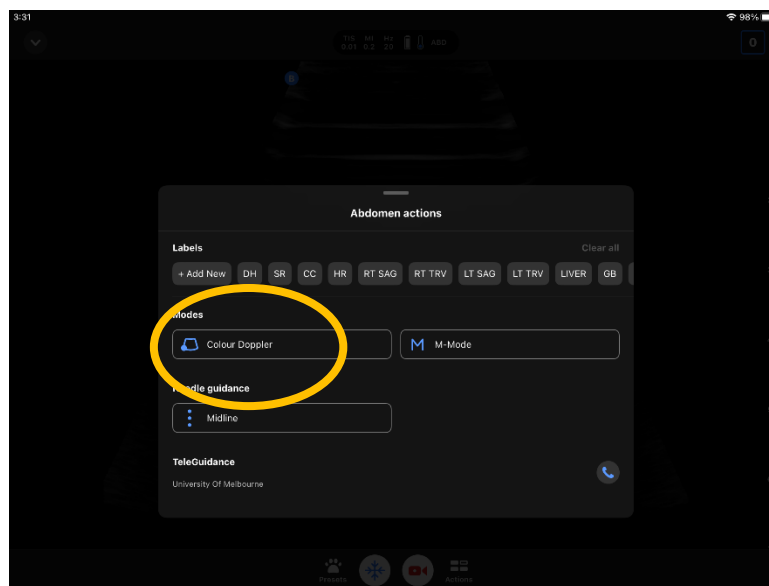 3:31
98%
TIS MI MHz
0.01 0.2 20
ABD
0
B
Abdomen actions
Labels
Clear all
+ Add New DH SR CC HR RT SAG RT TRV LT SAG LT TRV LIVER GB
Modes
Colour Doppler
M M-Mode
guidance
Midline
TeleGuidance
University Of Melbourne
Presets
Actions